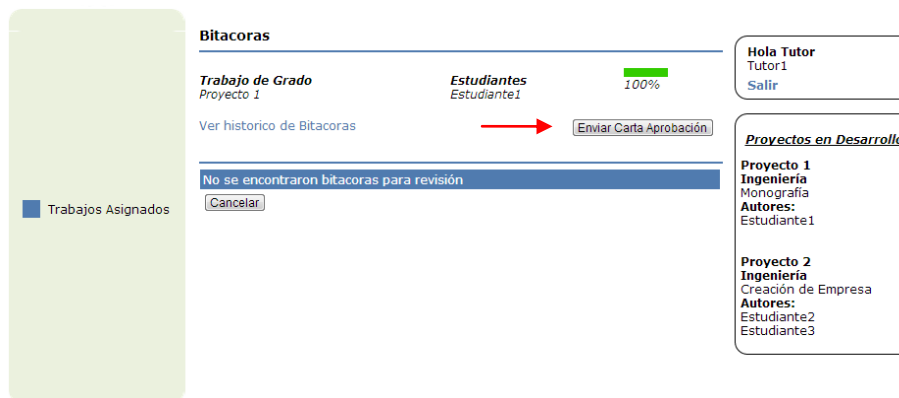 Trabajos Asignados
Bitacoras
Trabajo de Grado
Proyecto 1
Estudiantes
Estudiante1
100%
Ver historico de Bitacoras
Enviar Carta Aprobación
No se encontraron bitacoras para revisión
Cancelar
Hola Tutor
Tutor1
Salir
Proyectos en Desarrollo
Proyecto 1
Ingeniería
Monografía
Autores:
Estudiante1
Proyecto 2
Ingeniería
Creación de Empresa
Autores:
Estudiante2
Estudiante3